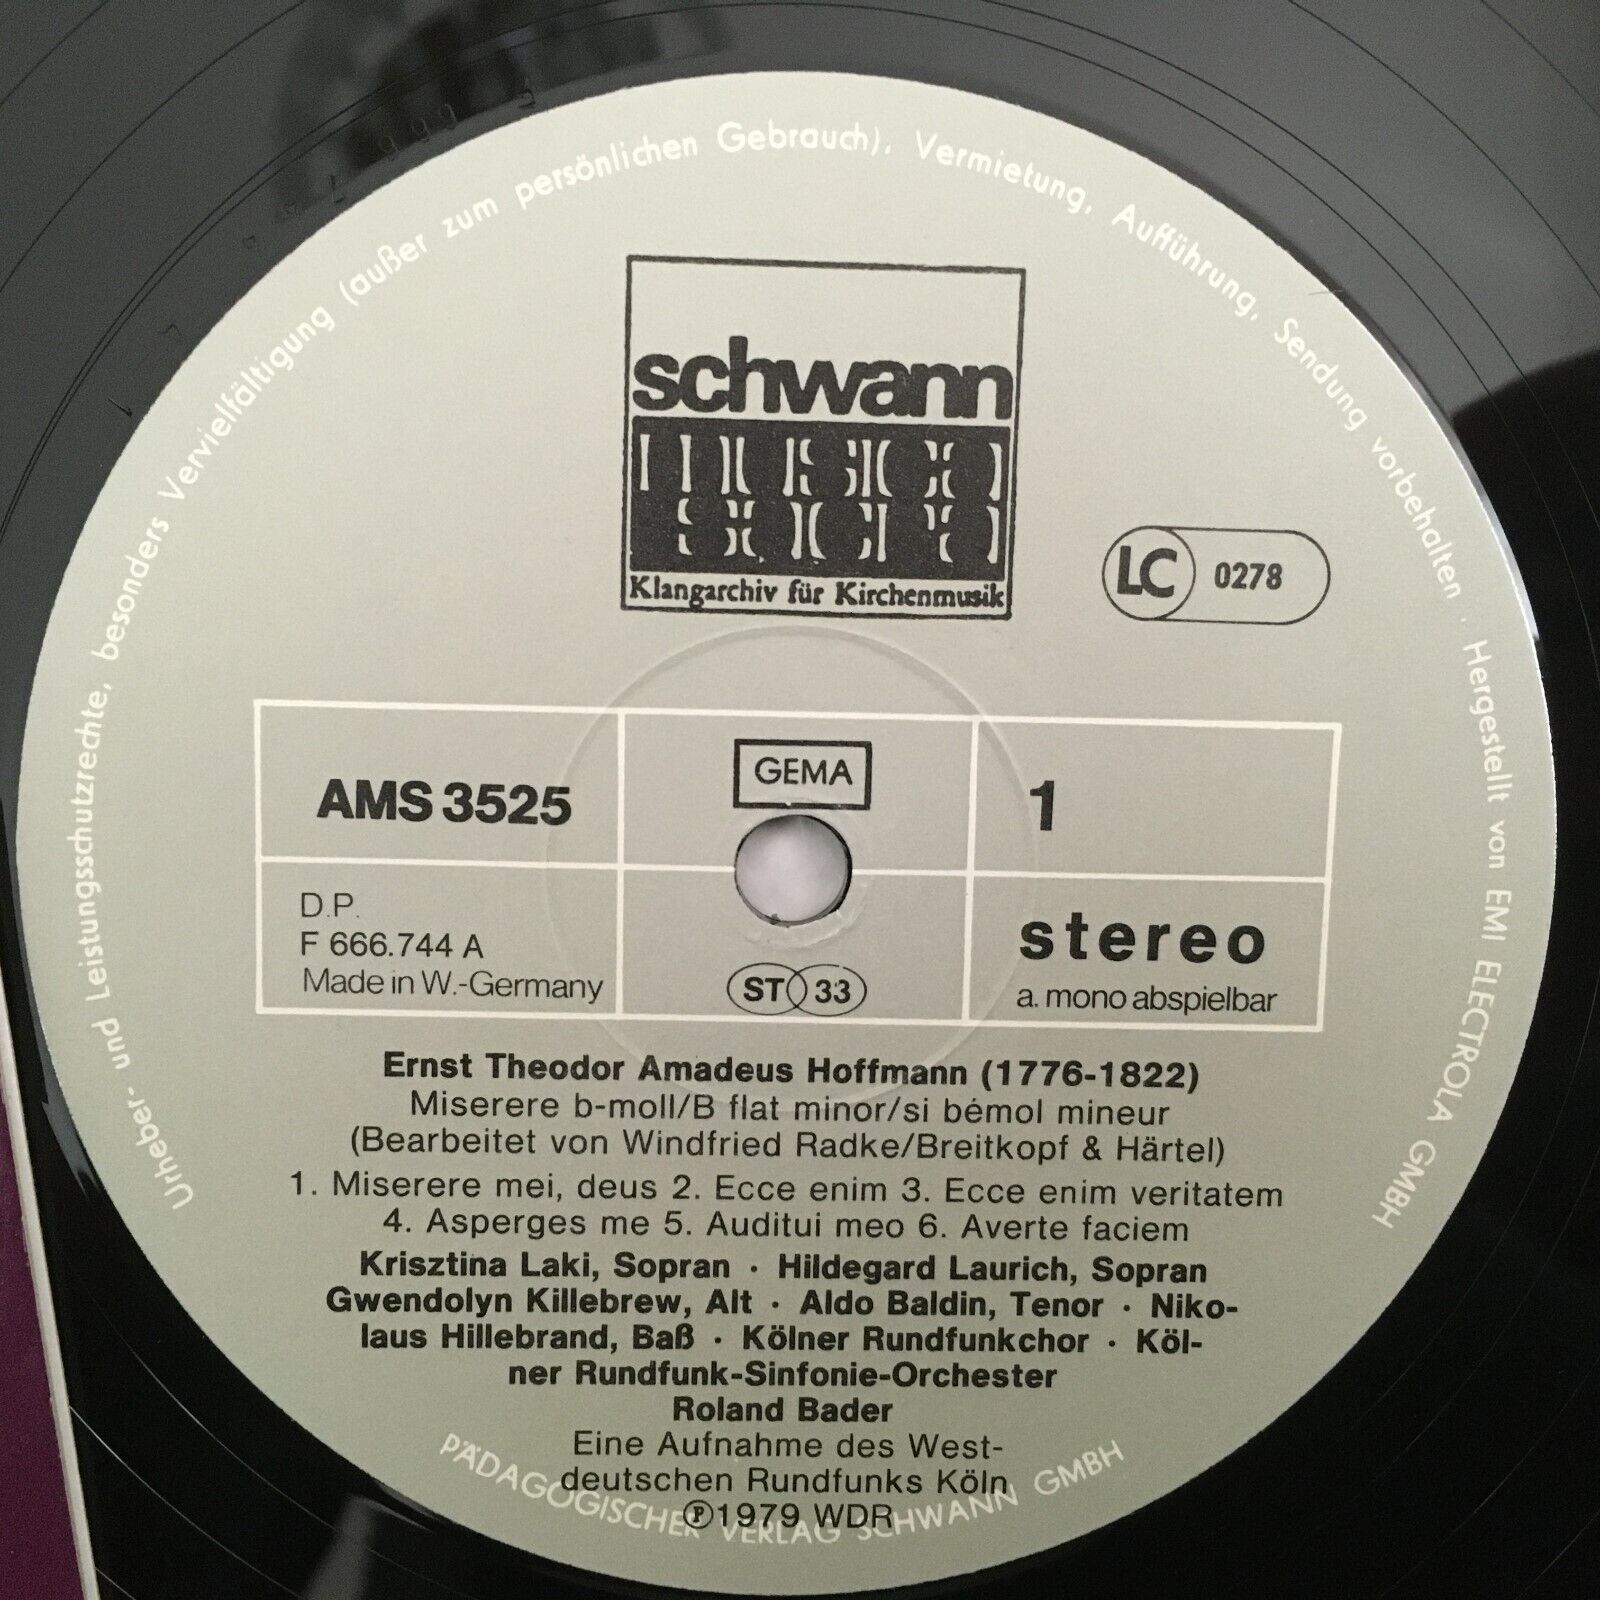 Urheber- und Leistungsschutzrechte, besonders Vervielfältigung (außer zum persönlichen Gebrauch), Vermietung, Aufführung, Sendung vorbehalten . Hergestellt von EMI ELECTROLA GMBH
schwann
Klangarchiv für Kirchenmusik
LC 0278
AMS 3525
GEMA
1
D.P.
F 666.744 A
Made in W.-Germany
ST 33
stereo
a. mono abspielbar
Ernst Theodor Amadeus Hoffmann (1776-1822)
Miserere b-moll/B flat minor/si bémol mineur
(Bearbeitet von Windfried Radke/Breitkopf & Härtel)
1. Miserere mei, deus 2. Ecce enim 3. Ecce enim veritatem
4. Asperges me 5. Auditui meo 6. Averte faciem
Krisztina Laki, Sopran · Hildegard Laurich, Sopran
Gwendolyn Killebrew, Alt · Aldo Baldin, Tenor · Niko-
laus Hillebrand, Baß · Kölner Rundfunkchor · Köl-
ner Rundfunk-Sinfonie-Orchester
Roland Bader
Eine Aufnahme des West-
deutschen Rundfunks Köln
℗1979 WDR
PÄDAGOGISCHER VERLAG SCHWANN GMBH